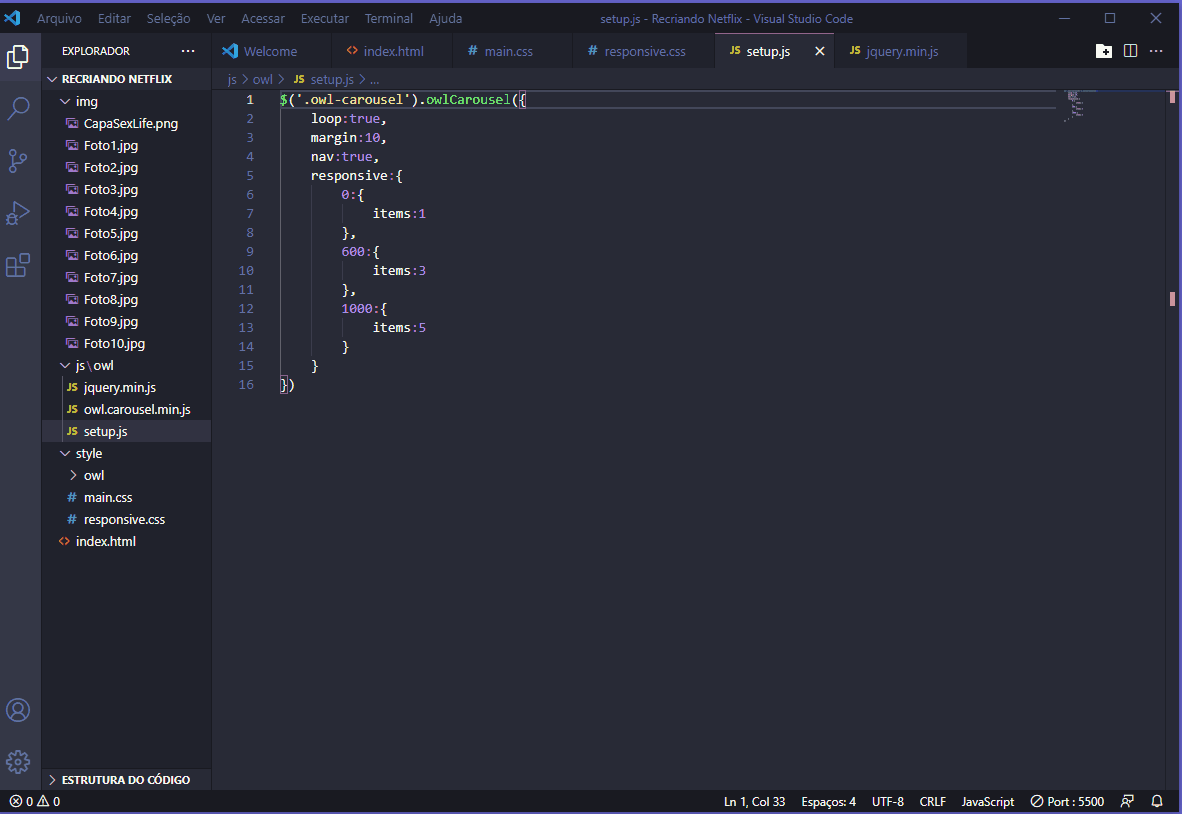 Arquivo Editar Seleção Ver Acessar Executar Terminal Ajuda setup.js - Recriando Netflix - Visual Studio Code
EXPLORADOR ... Welcome <> index.html # main.css # responsive.css JS setup.js × JS jquery.min.js ...
RECRIANDO NETFLIX
js > owl > JS setup.js > ...
img
CapaSexLife.png
Foto1.jpg
Foto2.jpg
Foto3.jpg
Foto4.jpg
Foto5.jpg
Foto6.jpg
Foto7.jpg
Foto8.jpg
Foto9.jpg
Foto10.jpg
js\owl
JS jquery.min.js
JS owl.carousel.min.js
JS setup.js
style
owl
# main.css
# responsive.css
<> index.html
ESTRUTURA DO CÓDIGO
1 $('.owl-carousel').owlCarousel({
2 loop:true,
3 margin:10,
4 nav:true,
5 responsive:{
6 0:{
7 items:1
8 },
9 600:{
10 items:3
11 },
12 1000:{
13 items:5
14 }
15 }
16 })
0 0 Ln 1, Col 33 Espaços: 4 UTF-8 CRLF JavaScript Port : 5500